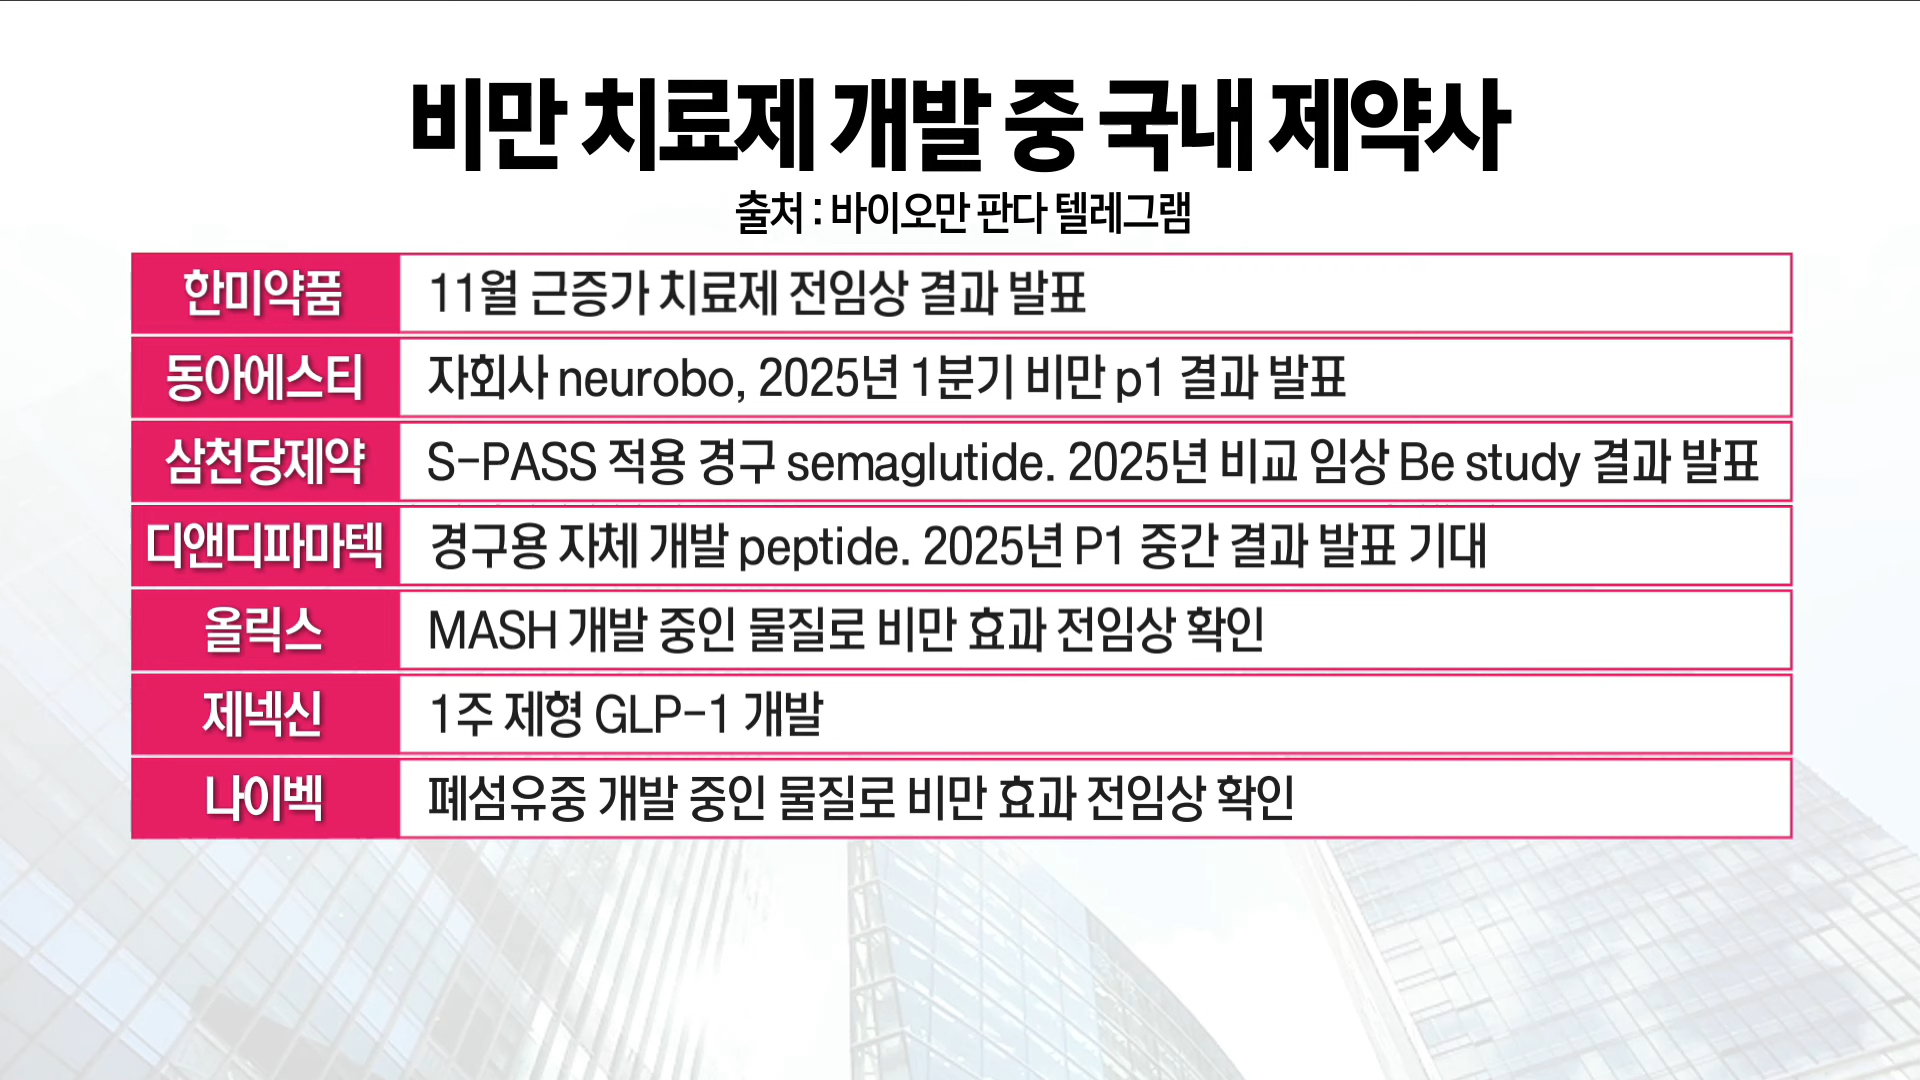 비만 치료제 개발 중 국내 제약사
출처 : 바이오만 판다 텔레그램
한미약품 11월 근증가 치료제 전임상 결과 발표
동아에스티 자회사 neurobo, 2025년 1분기 비만 p1 결과 발표
삼천당제약 S-PASS 적용 경구 semaglutide. 2025년 비교 임상 Be study 결과 발표
디앤디파마텍 경구용 자체 개발 peptide. 2025년 P1 중간 결과 발표 기대
올릭스 MASH 개발 중인 물질로 비만 효과 전임상 확인
제넥신 1주 제형 GLP-1 개발
나이벡 폐섬유증 개발 중인 물질로 비만 효과 전임상 확인